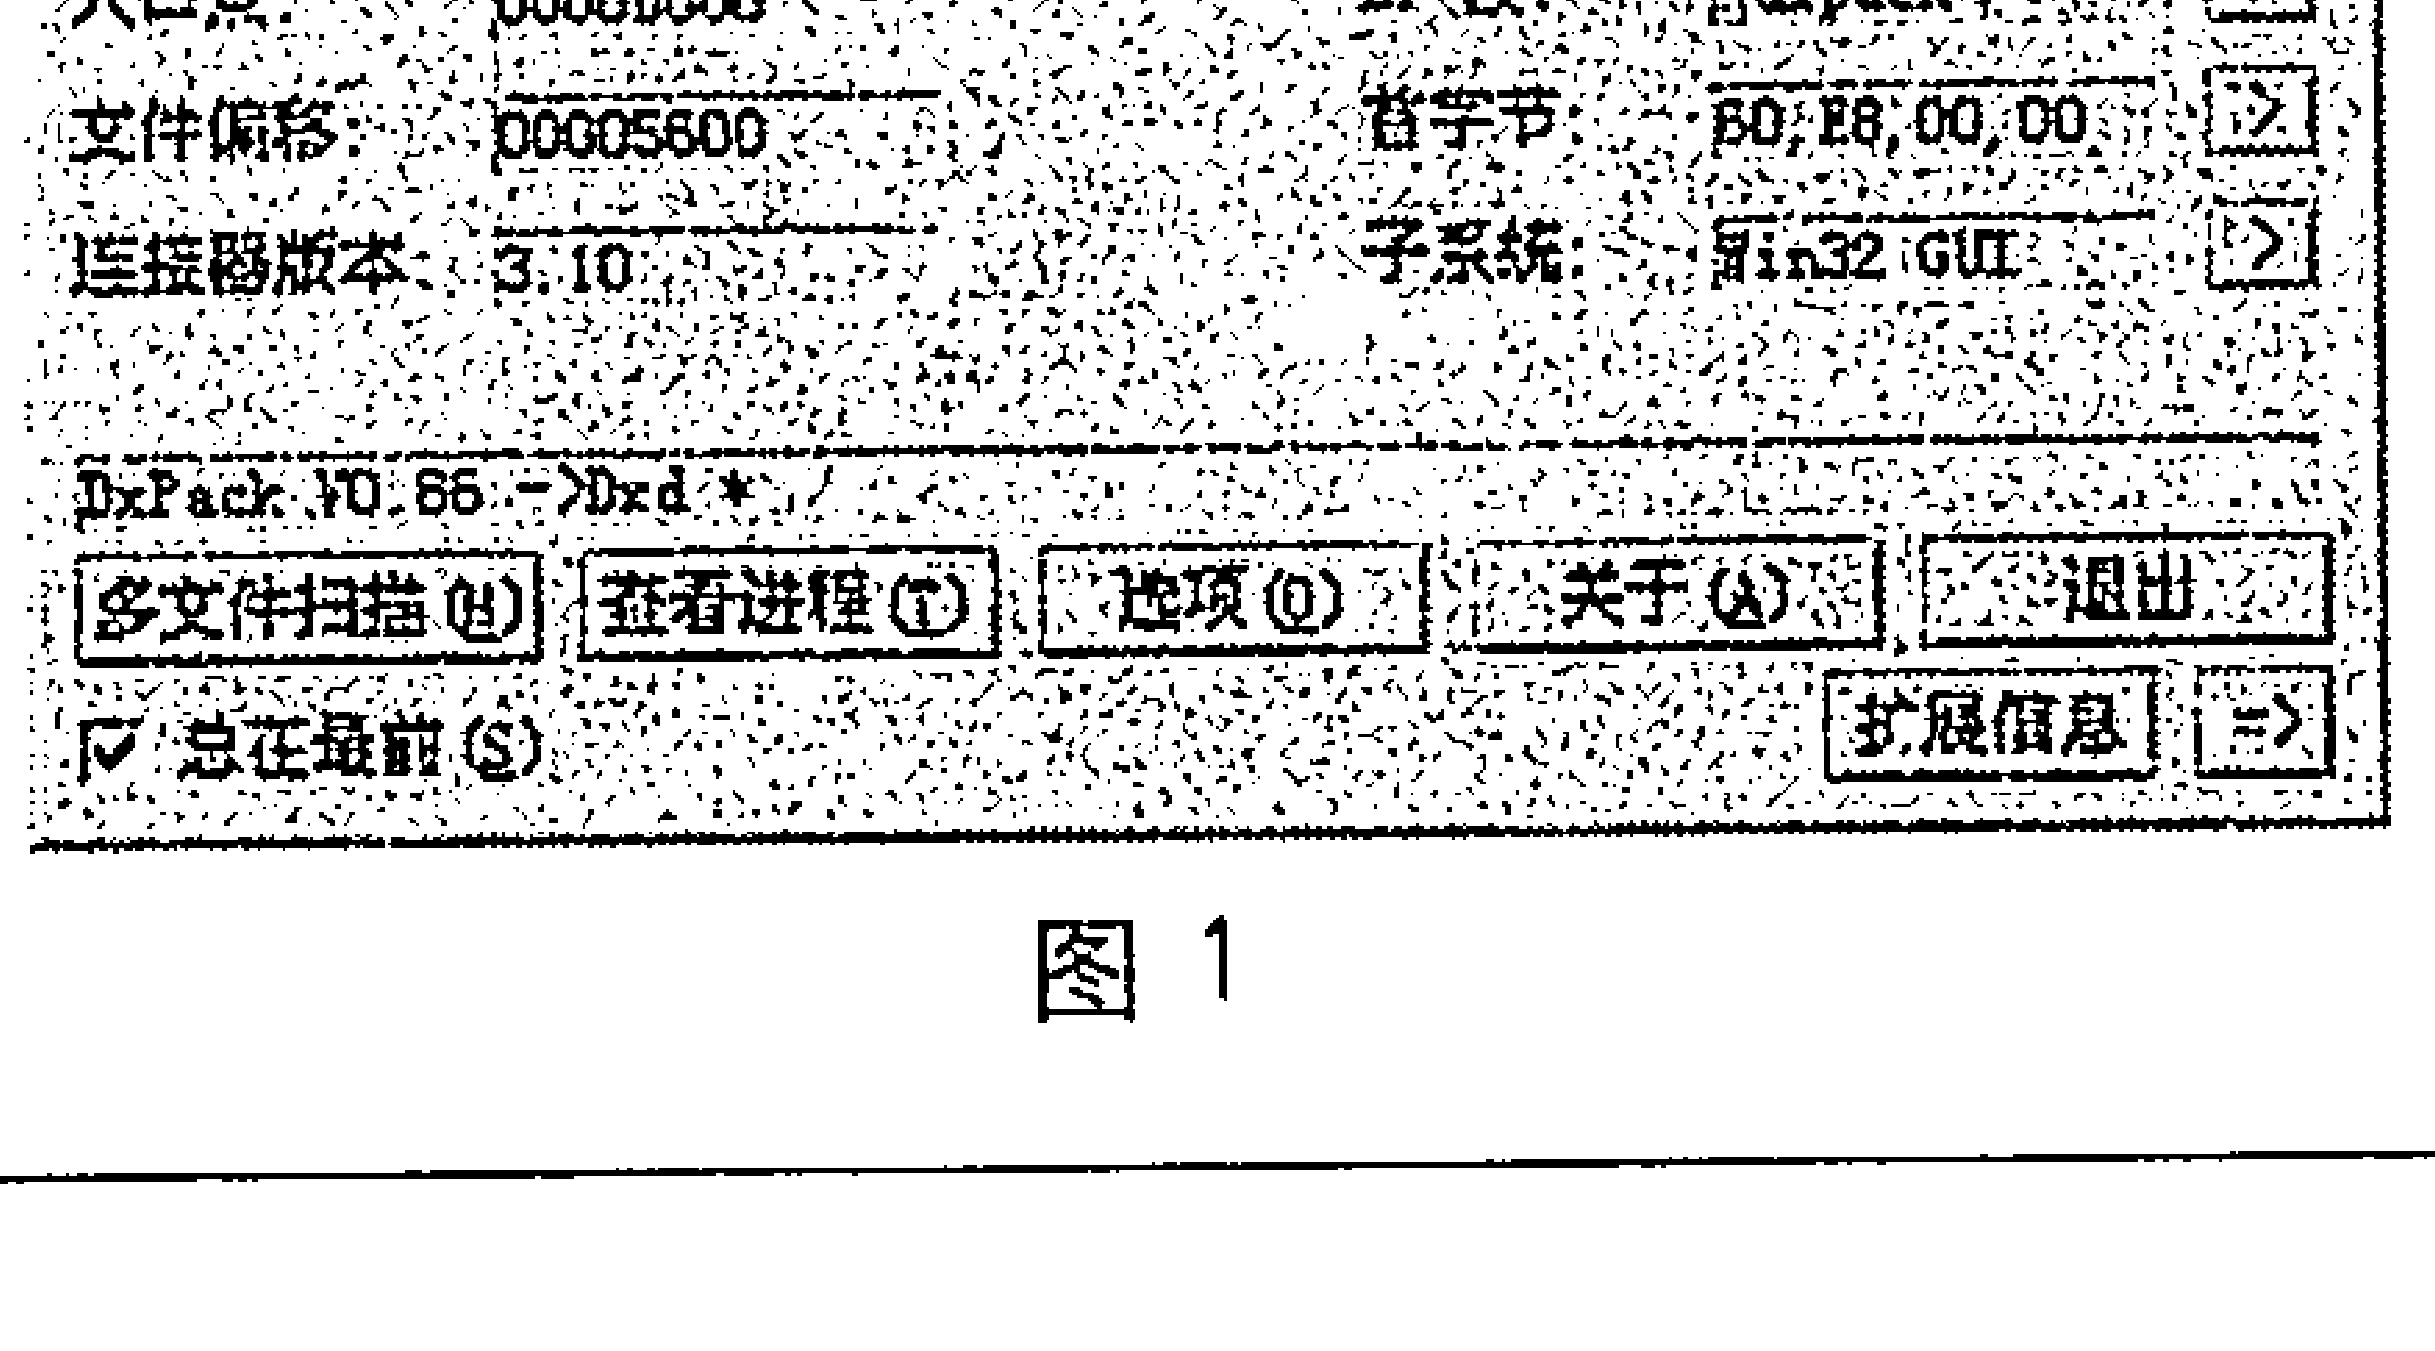 文件偏移: 00005600 首字节: 60,E8,00,00 >
连接器版本: 3.10 子系统: Win32 GUI >
DxPack V0.86 ->Dxd * /
多文件扫描(M) 查看进程(T) 选项(O) 关于(A) 退出
总在最前(S) 扩展信息 =>
图 1